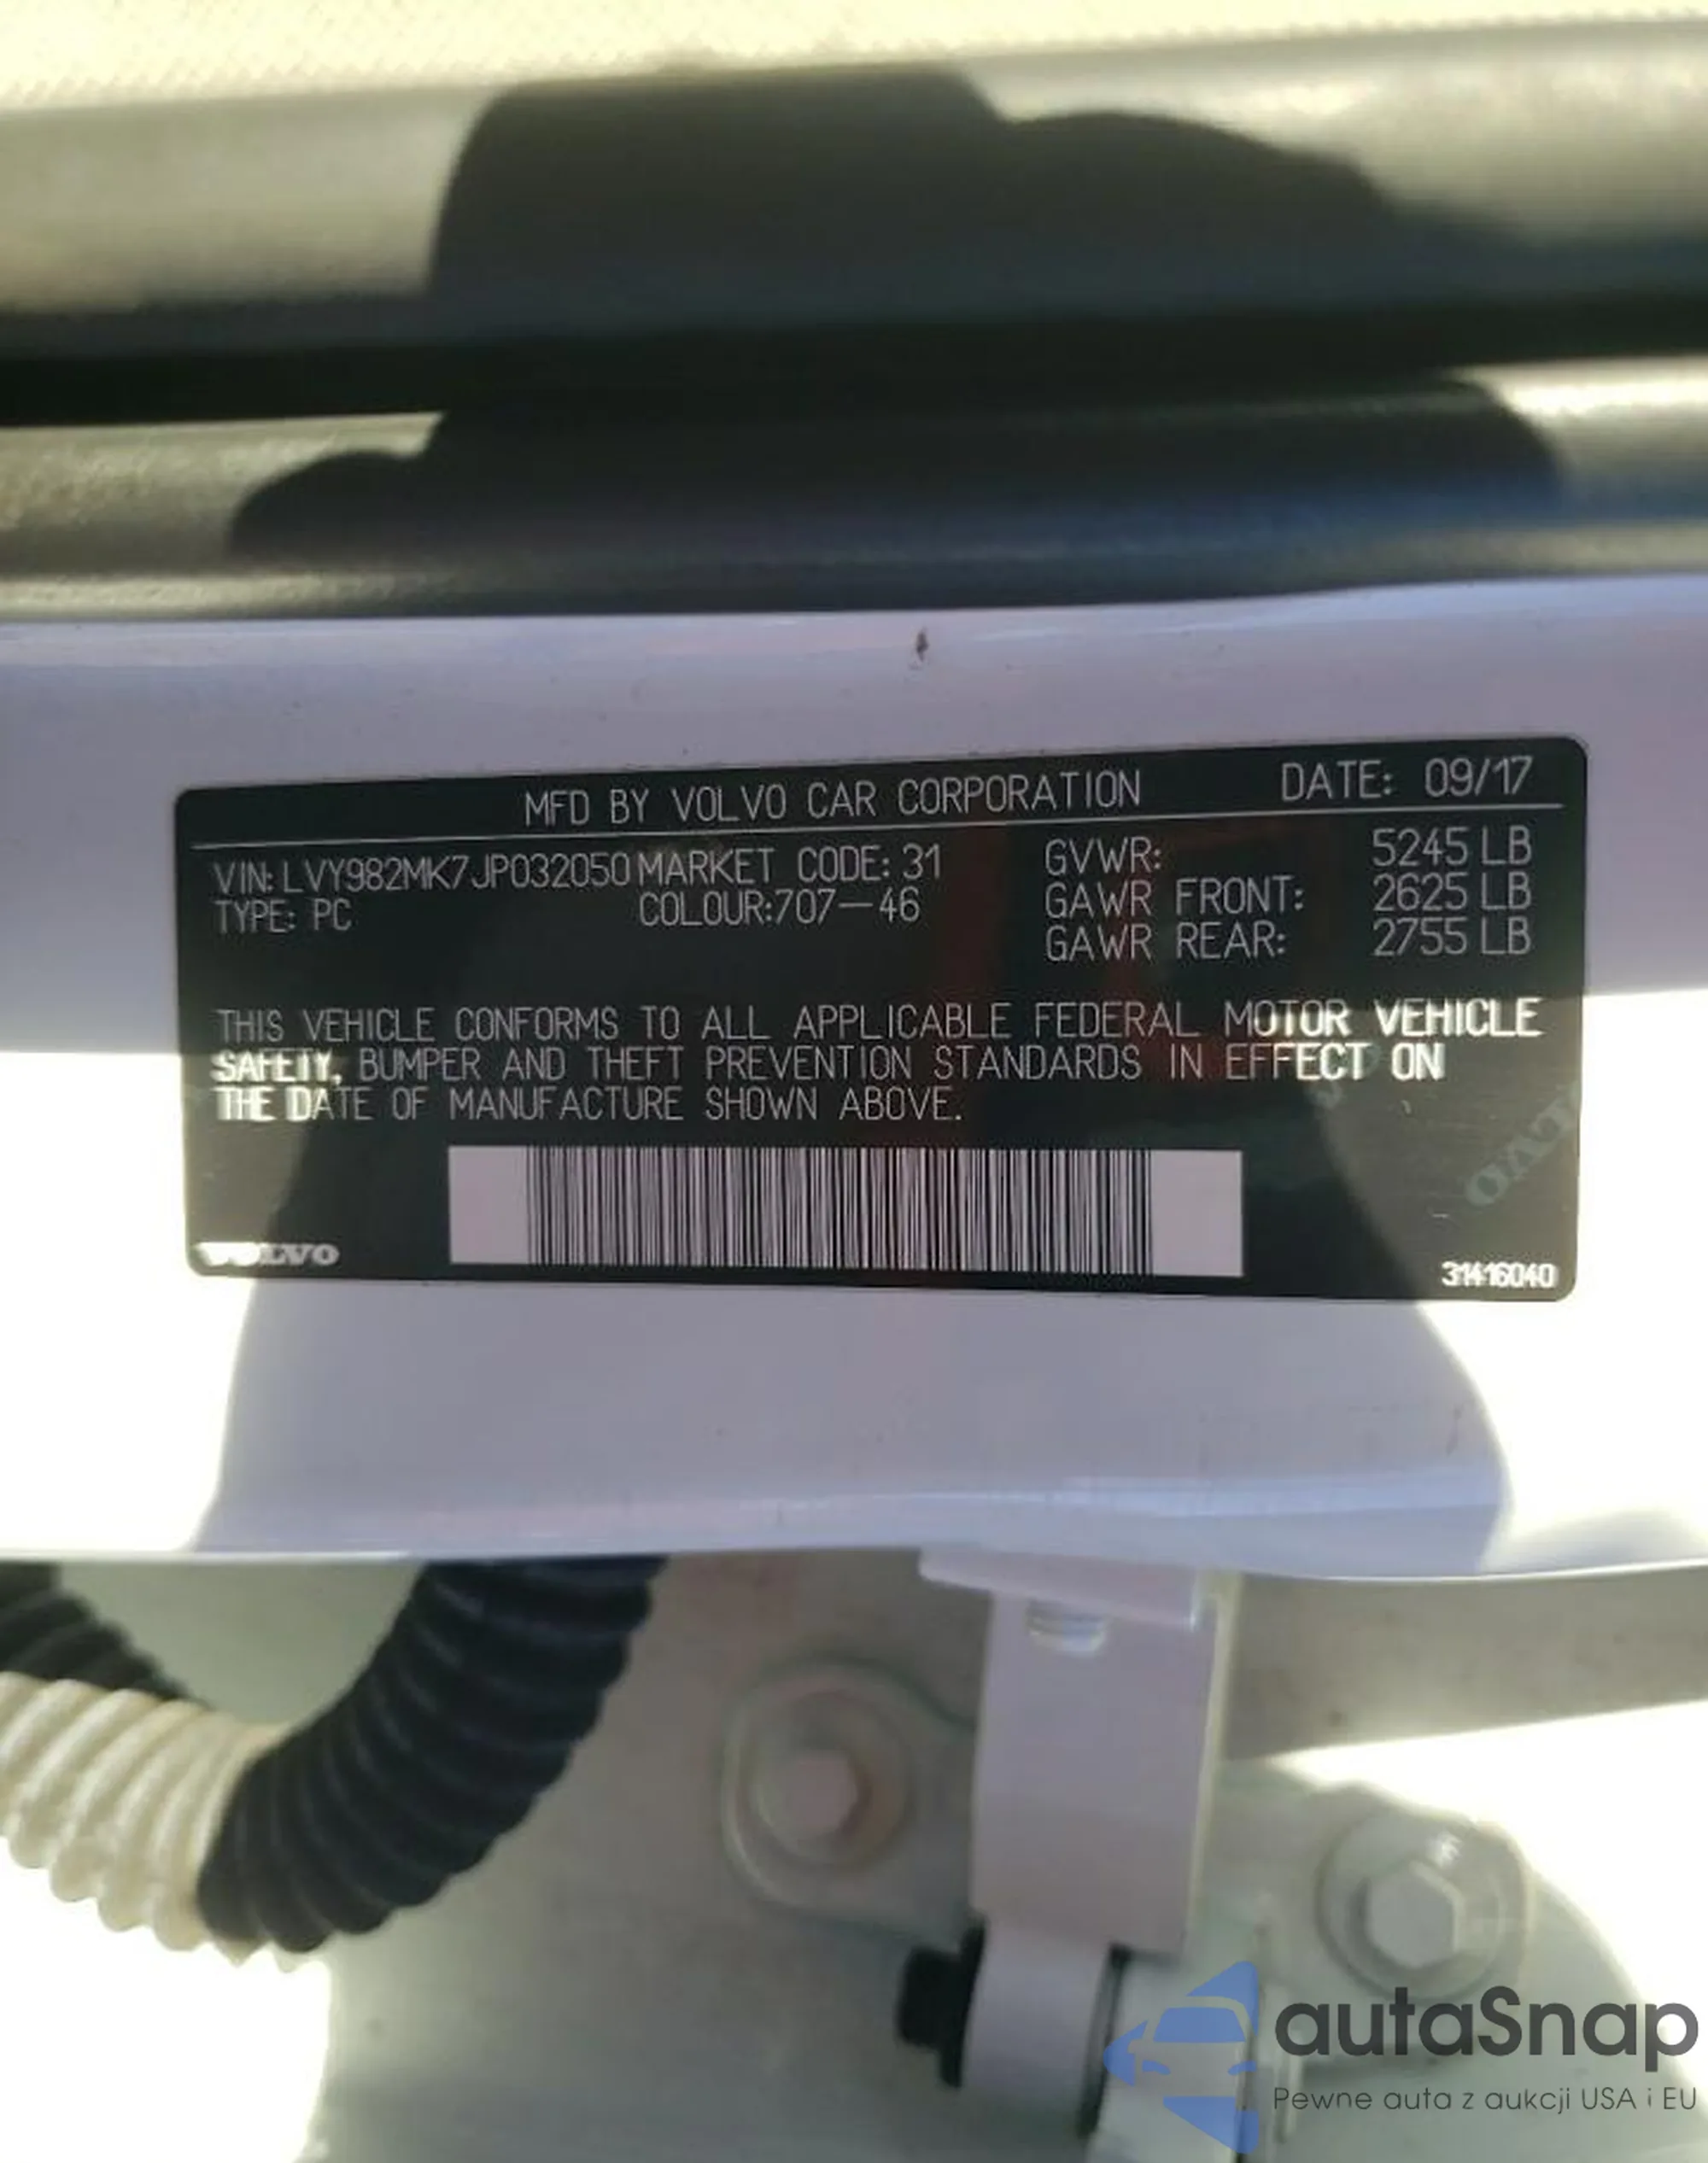 MFD BY VOLVO CAR CORPORATION DATE: 09/17
VIN: LVY982MK7JP032050 MARKET CODE: 31 GVWR: 5245 LB
TYPE: PC COLOUR:707-46 GAWR FRONT: 2625 LB
GAWR REAR: 2755 LB
THIS VEHICLE CONFORMS TO ALL APPLICABLE FEDERAL MOTOR VEHICLE
SAFETY, BUMPER AND THEFT PREVENTION STANDARDS IN EFFECT ON
THE DATE OF MANUFACTURE SHOWN ABOVE.
VOLVO
VOLVO
31416040
autaSnap
Pewne auta z aukcji USA i EU